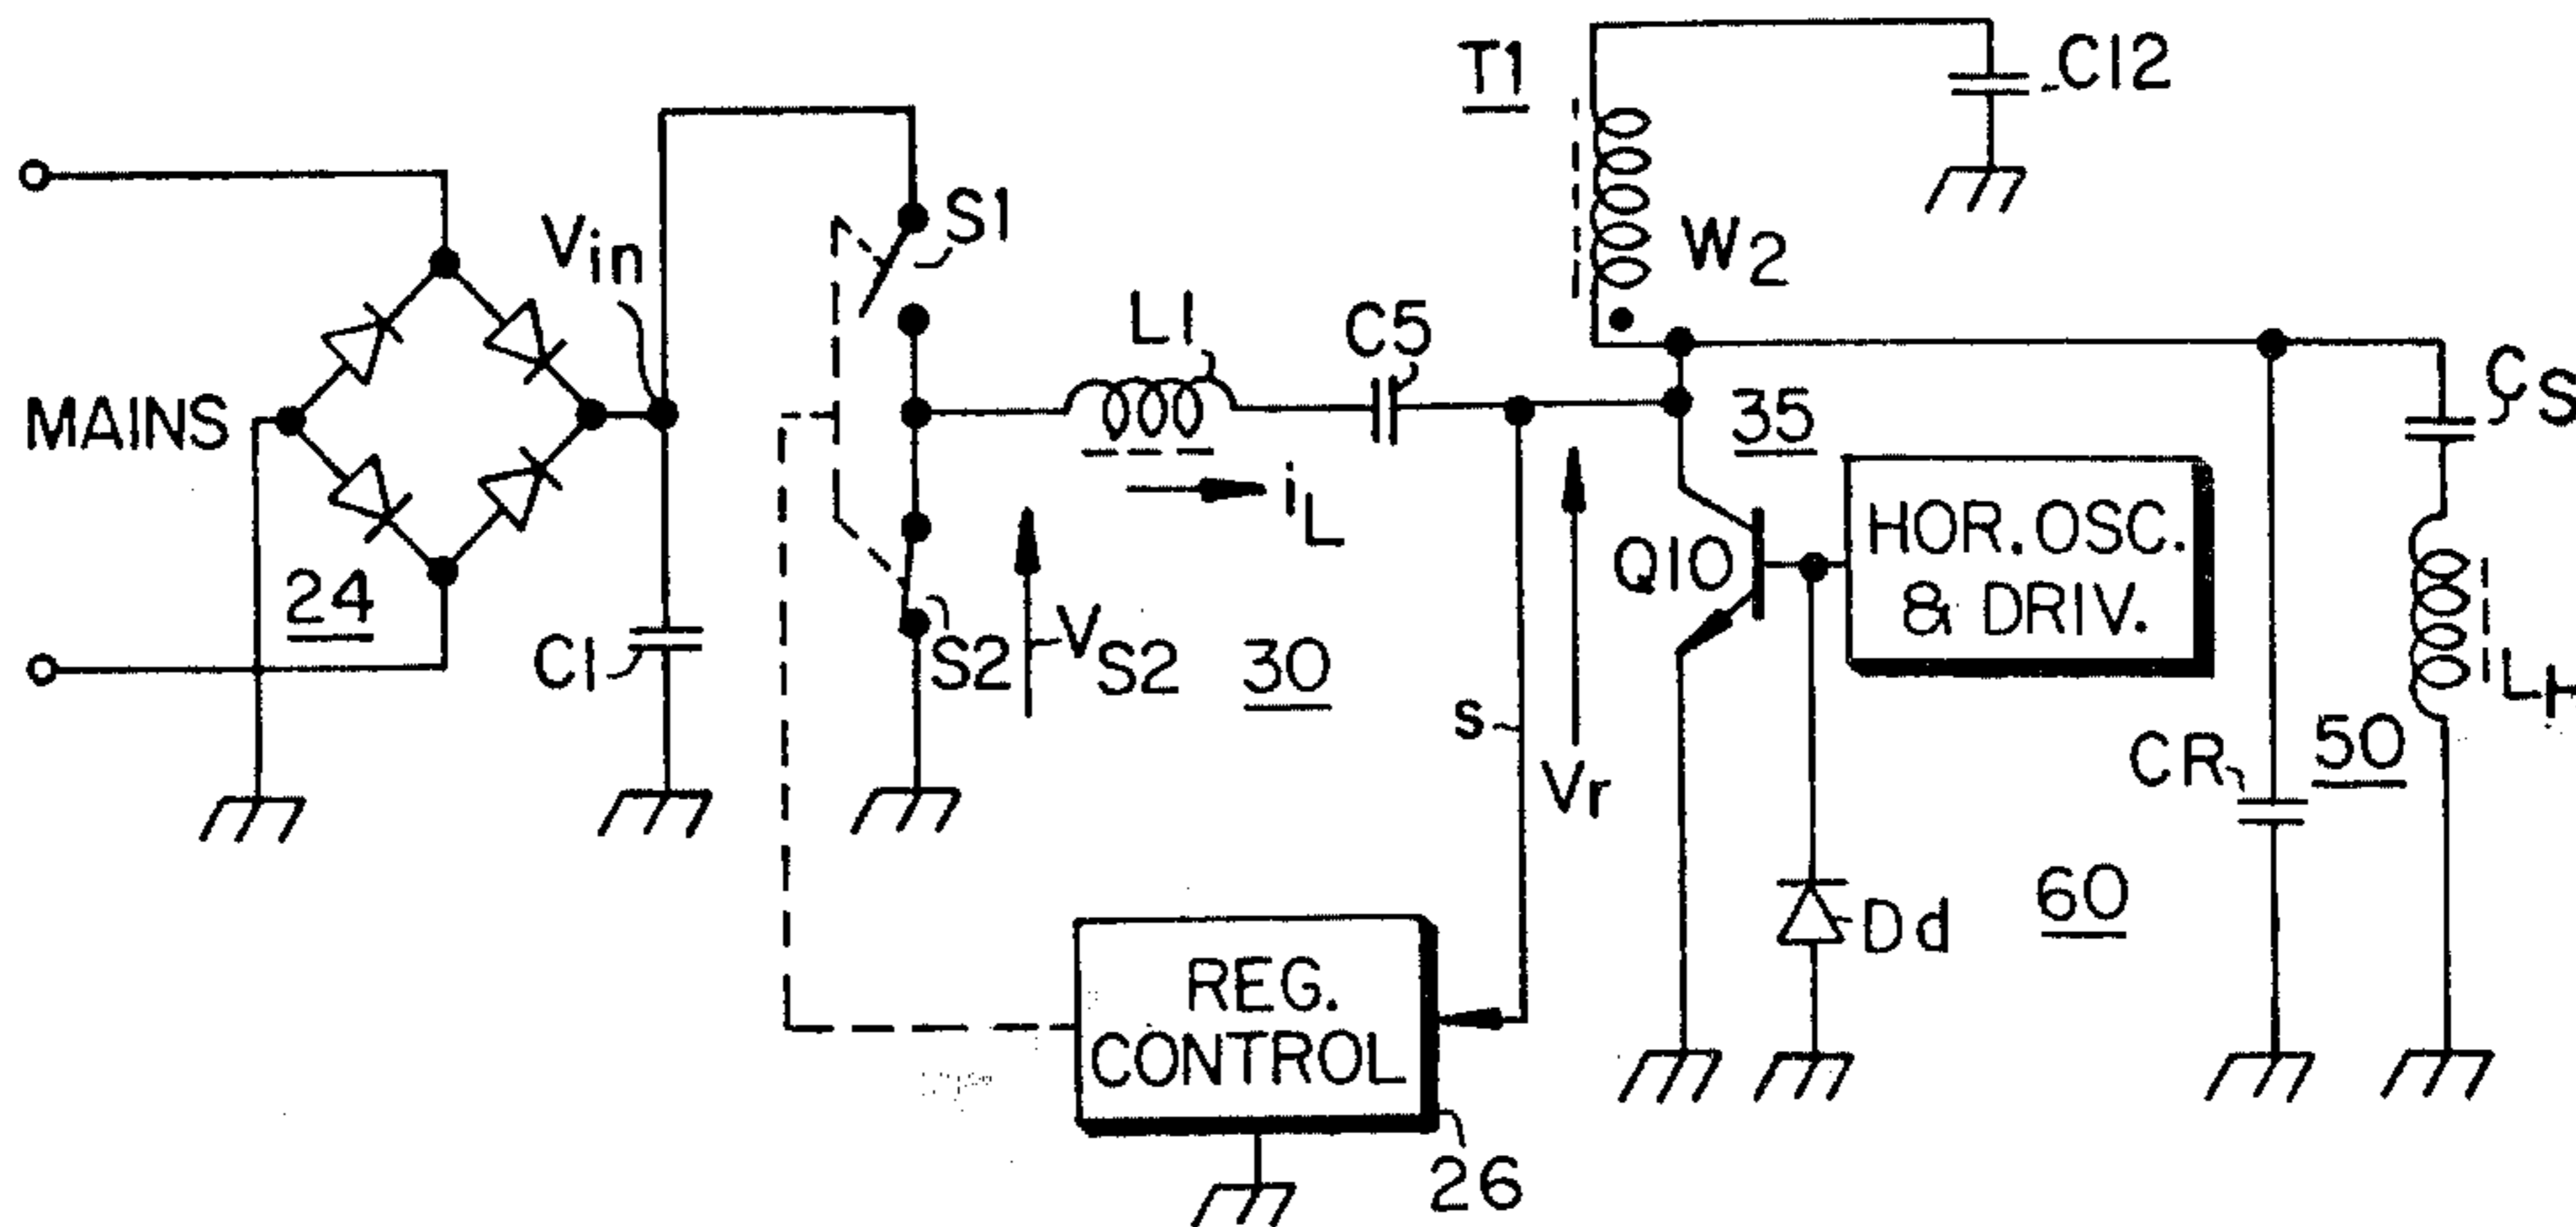 T1
C12
S1
Vin
W2
L1
C5
CS
MAINS
35
iL
HOR. OSC.
& DRIV.
Q10
24
C1
S2
VS2
30
s
Vr
CR
50
LH
Dd
60
REG.
CONTROL
26